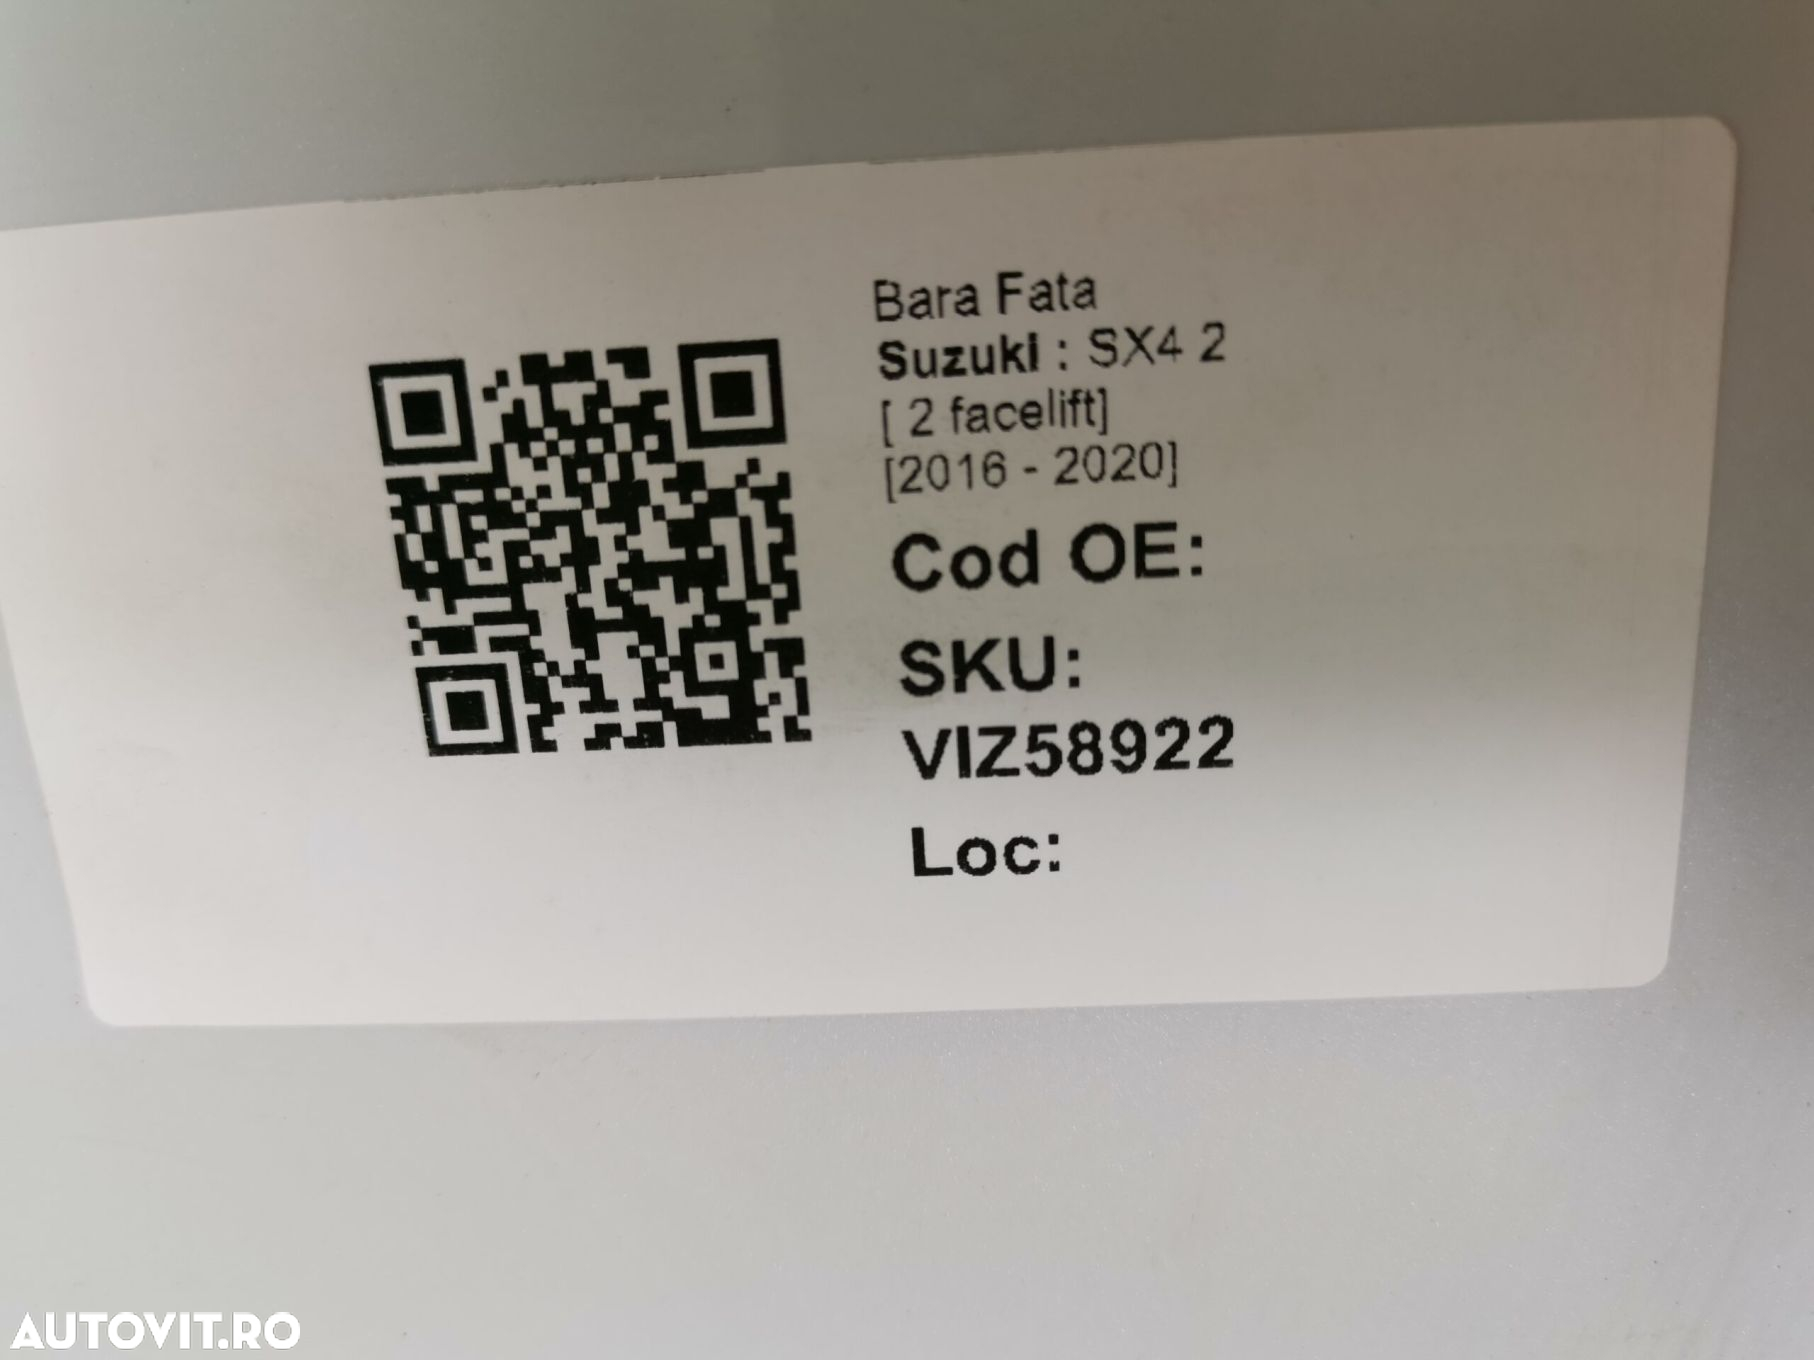 Bara Fata
Suzuki : SX4 2
[ 2 facelift]
[2016 - 2020]
Cod OE:
SKU:
VIZ58922
Loc:
AUTOVIT.RO